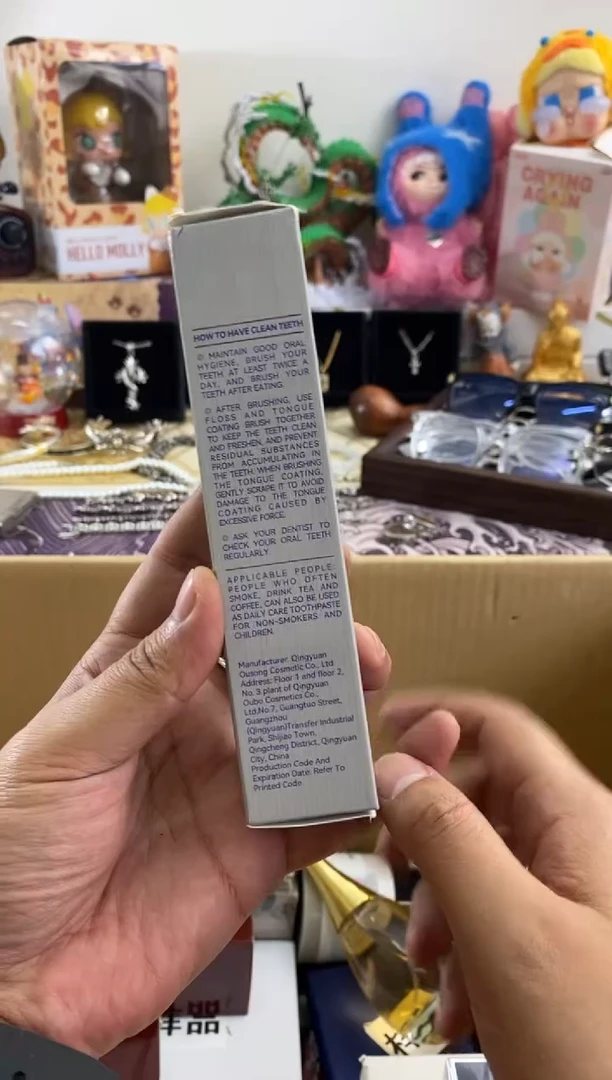 HELLO MOLLY
CRYING
AGAIN
HOW TO HAVE CLEAN TEETH
MAINTAIN GOOD ORAL
HYGIENE, BRUSH YOUR
TEETH AT LEAST TWICE A
DAY, AND BRUSH YOUR
TEETH AFTER EATING.
AFTER BRUSHING, USE
FLOSS AND TONGUE
COATING BRUSH TOGETHER
TO KEEP THE TEETH CLEAN
AND FRESHEN, AND PREVENT
RESIDUAL SUBSTANCES
FROM ACCUMULATING IN
THE TEETH. WHEN BRUSHING
THE TONGUE COATING,
GENTLY SCRAPE IT TO AVOID
DAMAGE TO THE TONGUE
COATING CAUSED BY
EXCESSIVE FORCE.
ASK YOUR DENTIST TO
CHECK YOUR ORAL TEETH
REGULARLY
APPLICABLE PEOPLE:
PEOPLE WHO OFTEN
SMOKE, DRINK TEA AND
COFFEE, CAN ALSO BE USED
AS DAILY CARE TOOTHPASTE
FOR NON-SMOKERS AND
CHILDREN.
Manufacturer: Qingyuan
Ousong Cosmetic Co., Ltd
Address: Floor 1 and floor 2,
No. 3 plant of Qingyuan
Oubo Cosmetics Co.,
Ltd,No.7, Guangtuo Street,
Guangzhou
(Qingyuan)Transfer Industrial
Park, Shijiao Town,
Qingcheng District, Qingyuan
City, China
Production Code And
Expiration Date: Refer To
Printed Code
样品